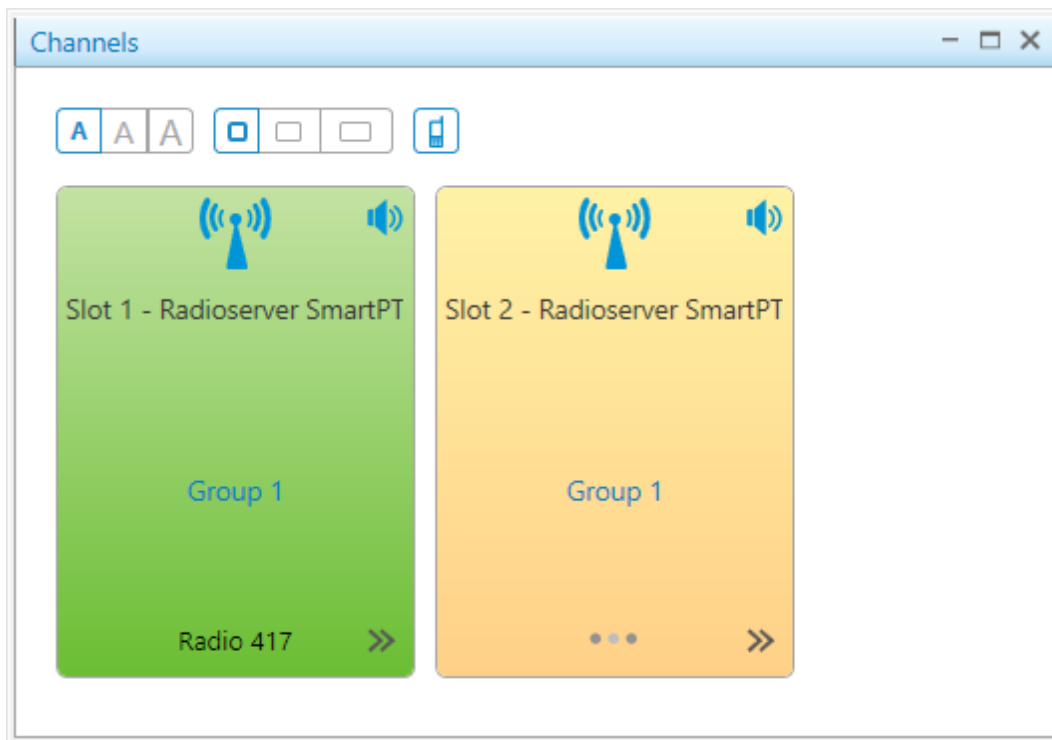 Channels
A A A
Slot 1 - Radioserver SmartPT
Slot 2 - Radioserver SmartPT
Group 1
Group 1
Radio 417